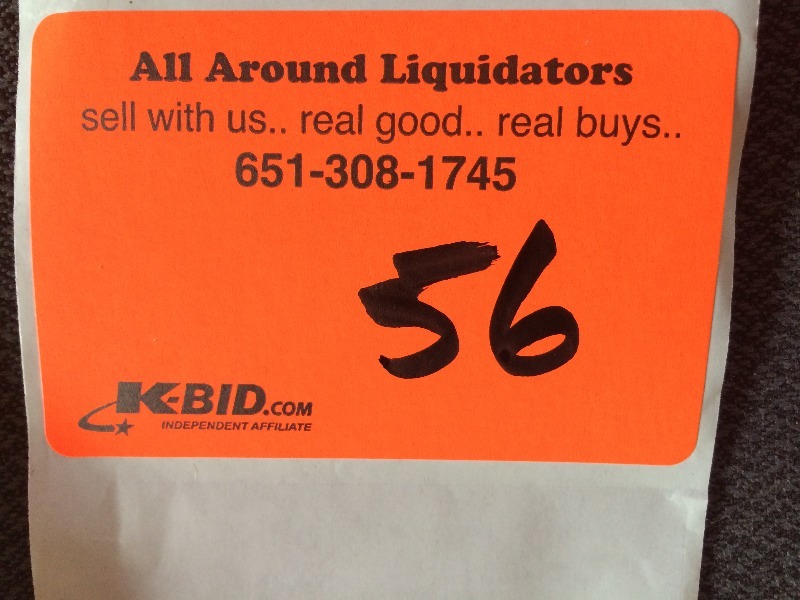 All Around Liquidators
sell with us.. real good.. real buys..
651-308-1745
56
K-BID.COM
INDEPENDENT AFFILIATE